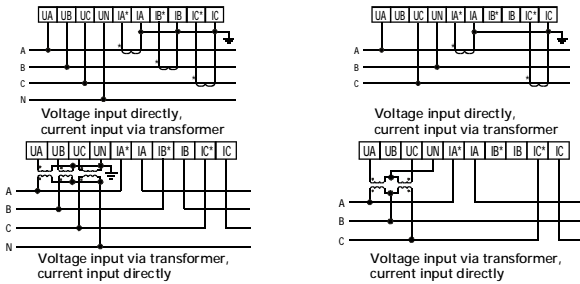 UA UB UC UN IA* IA IB* IB IC* IC
A
B
C
N
Voltage input directly,
current input via transformer
UA UB UC UN IA* IA IB* IB IC* IC
A
B
C
Voltage input directly,
current input via transformer
UA UB UC UN IA* IA IB* IB IC* IC
A
B
C
N
Voltage input via transformer,
current input directly
UA UB UC UN IA* IA IB* IB IC* IC
A
B
C
Voltage input via transformer,
current input directly